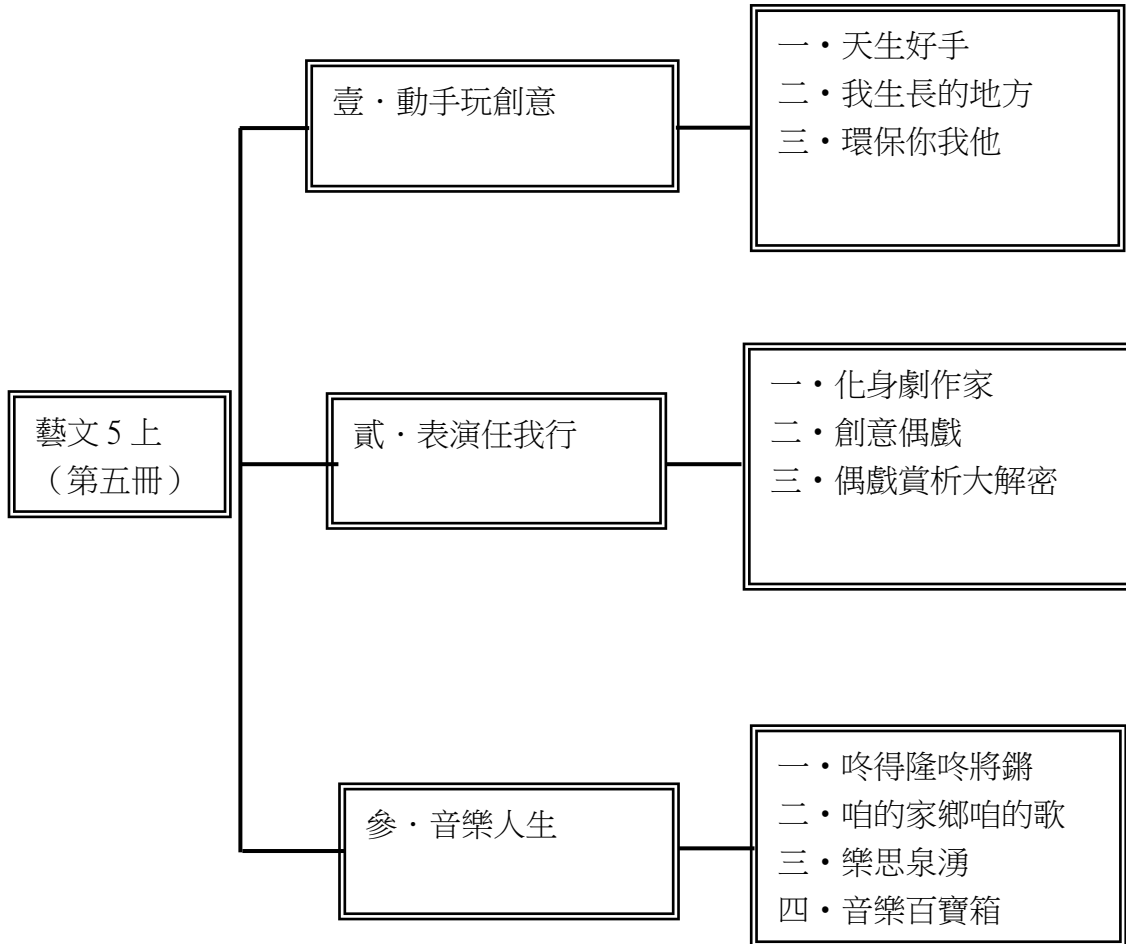 藝文5上
（第五冊）
壹．動手玩創意
一・天生好手
二・我生長的地方
三・環保你我他
貳．表演任我行
一・化身劇作家
二・創意偶戲
三・偶戲賞析大解密
參．音樂人生
一・咚得隆咚將鏘
二・咱的家鄉咱的歌
三・樂思泉湧
四・音樂百寶箱